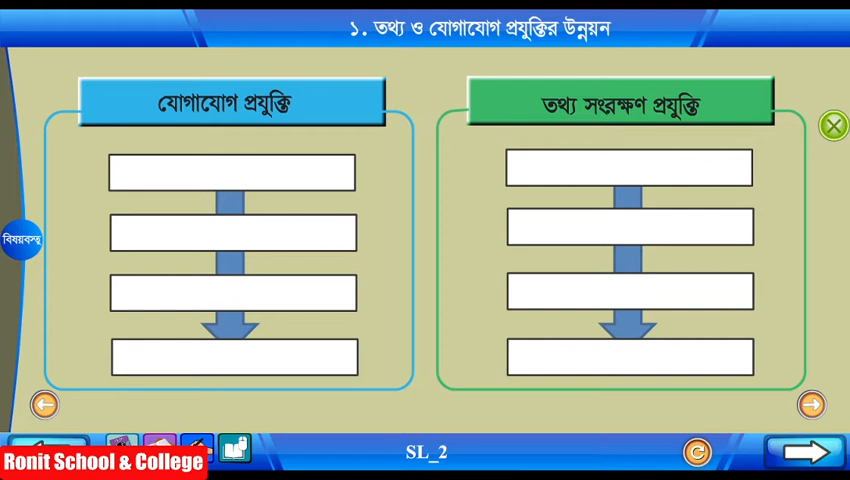 ১. তথ্য ও যোগাযোগ প্রযুক্তির উন্নয়ন
যোগাযোগ প্রযুক্তি
তথ্য সংরক্ষণ প্রযুক্তি
বিষয়বস্তু
SL_2
Ronit School & College